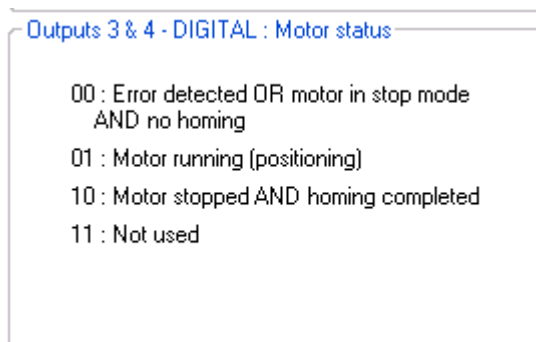 Outputs 3 & 4 - DIGITAL : Motor status
00 : Error detected OR motor in stop mode
AND no homing
01 : Motor running (positioning)
10 : Motor stopped AND homing completed
11 : Not used